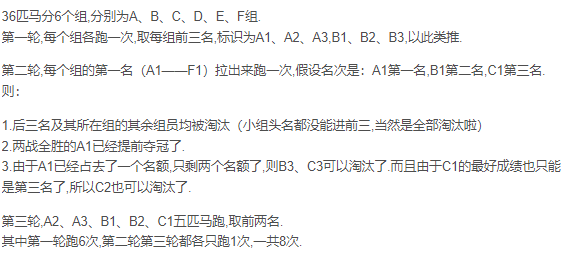 36匹马分6个组,分别为A、B、C、D、E、F组.
第一轮,每个组各跑一次,取每组前三名,标识为A1、A2、A3,B1、B2、B3,以此类推.
第二轮,每个组的第一名（A1——F1）拉出来跑一次,假设名次是：A1第一名,B1第二名,C1第三名.
则：
1.后三名及其所在组的其余组员均被淘汰（小组头名都没能进前三,当然是全部淘汰啦）
2.两战全胜的A1已经提前夺冠了.
3.由于A1已经占去了一个名额,只剩两个名额了,则B3、C3可以淘汰了.而且由于C1的最好成绩也只能
是第三名了,所以C2也可以淘汰了.
第三轮,A2、A3、B1、B2、C1五匹马跑,取前两名.
其中第一轮跑6次,第二轮第三轮都各只跑1次,一共8次.